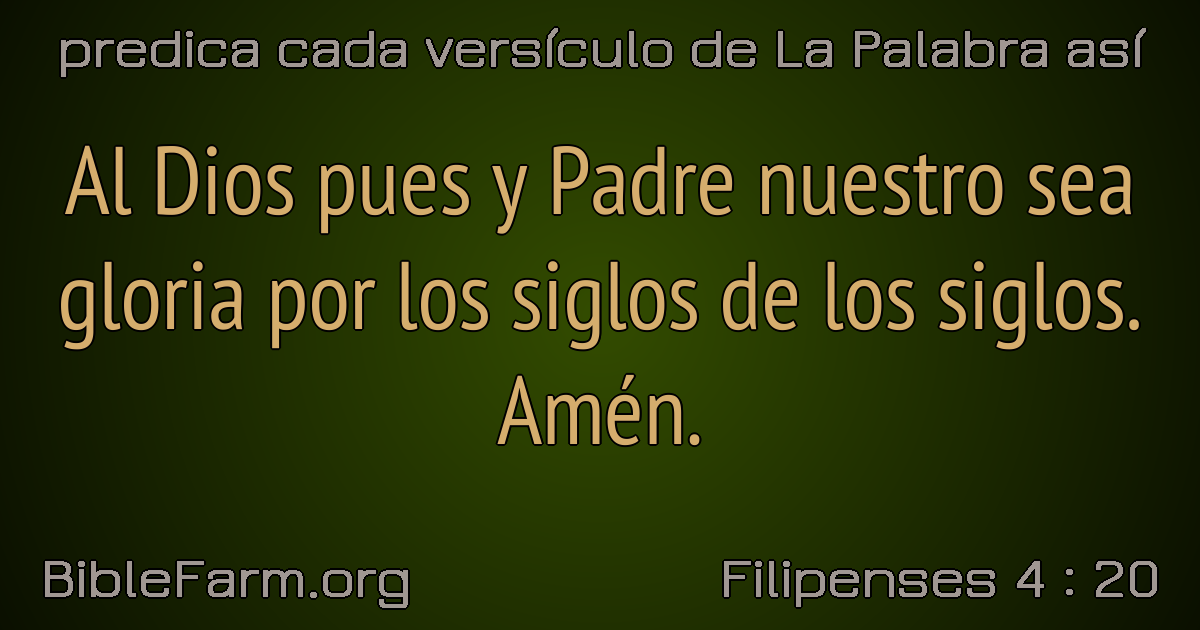 predica cada versículo de La Palabra así
Al Dios pues y Padre nuestro sea
gloria por los siglos de los siglos.
Amén.
BibleFarm.org
Filipenses 4 : 20